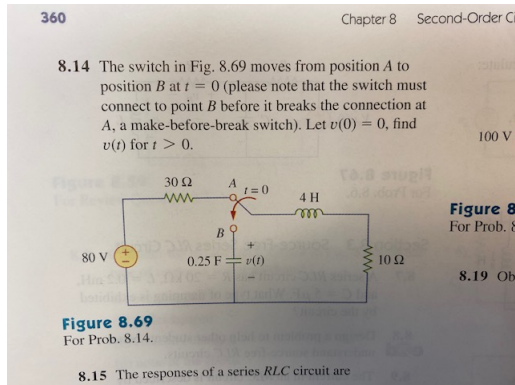 360
Chapter 8 Second-Order Ci
8.14 The switch in Fig. 8.69 moves from position A to
position B at t = 0 (please note that the switch must
connect to point B before it breaks the connection at
A, a make-before-break switch). Let v(0) = 0, find
v(t) for t > 0.
100 V
30 Ω
A
t = 0
4 H
B
80 V
+
-
0.25 F
+
v(t)
-
10 Ω
Figure 8
For Prob. 8
8.19 Ob
Figure 8.69
For Prob. 8.14.
8.15 The responses of a series RLC circuit are